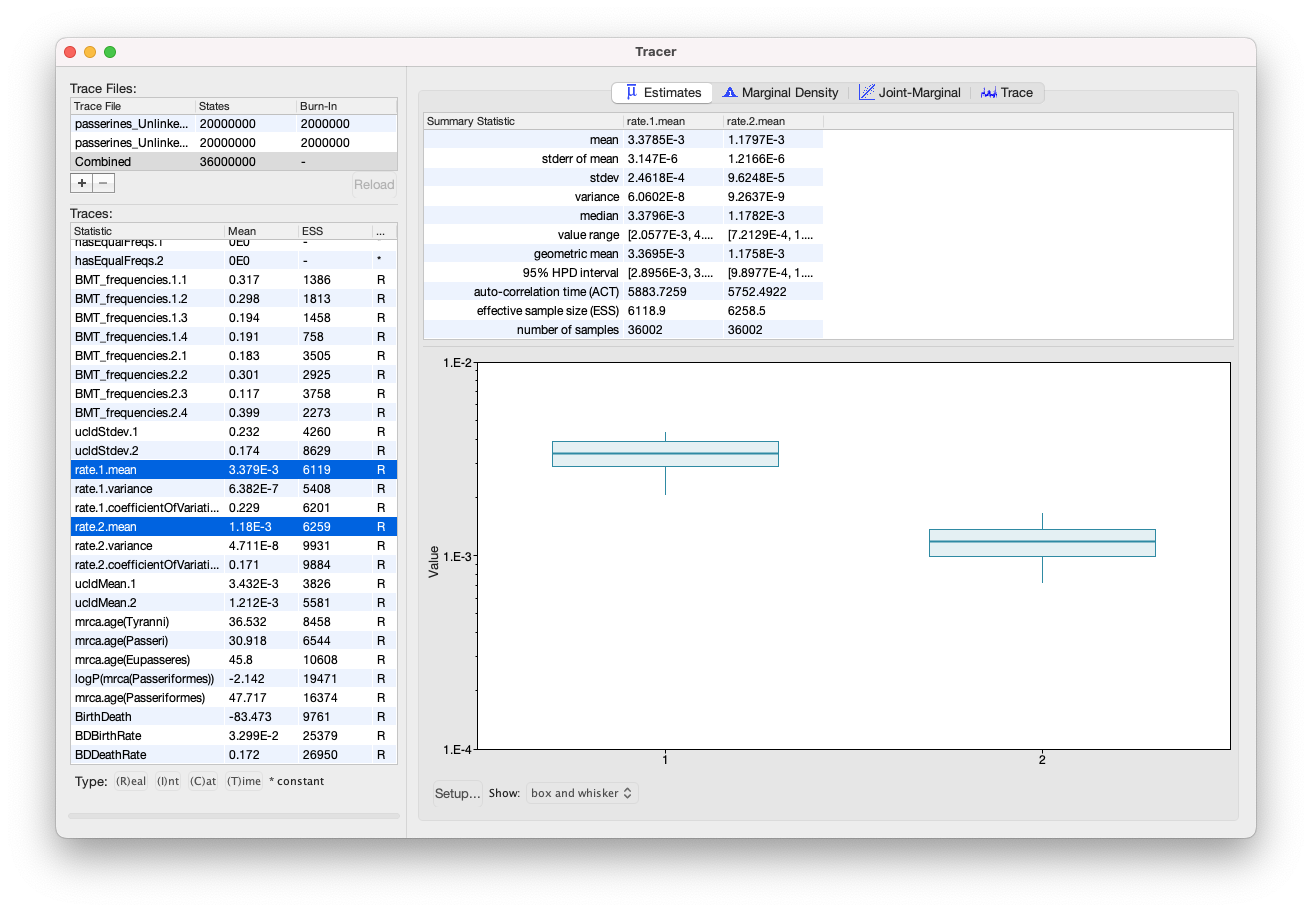 Tracer
Trace Files:
Trace File States Burn-In
passerines_Unlinke... 20000000 2000000
passerines_Unlinke... 20000000 2000000
Combined 36000000 -
+ − Reload
Traces:
Statistic Mean ESS ...
hasEqualFreqs.1 0E0 - *
hasEqualFreqs.2 0E0 - *
BMT_frequencies.1.1 0.317 1386 R
BMT_frequencies.1.2 0.298 1813 R
BMT_frequencies.1.3 0.194 1458 R
BMT_frequencies.1.4 0.191 758 R
BMT_frequencies.2.1 0.183 3505 R
BMT_frequencies.2.2 0.301 2925 R
BMT_frequencies.2.3 0.117 3758 R
BMT_frequencies.2.4 0.399 2273 R
ucldStdev.1 0.232 4260 R
ucldStdev.2 0.174 8629 R
rate.1.mean 3.379E-3 6119 R
rate.1.variance 6.382E-7 5408 R
rate.1.coefficientOfVariati... 0.229 6201 R
rate.2.mean 1.18E-3 6259 R
rate.2.variance 4.711E-8 9931 R
rate.2.coefficientOfVariati... 0.171 9884 R
ucldMean.1 3.432E-3 3826 R
ucldMean.2 1.212E-3 5581 R
mrca.age(Tyranni) 36.532 8458 R
mrca.age(Passeri) 30.918 6544 R
mrca.age(Eupasseres) 45.8 10608 R
logP(mrca(Passeriformes)) -2.142 19471 R
mrca.age(Passeriformes) 47.717 16374 R
BirthDeath -83.473 9761 R
BDBirthRate 3.299E-2 25379 R
BDDeathRate 0.172 26950 R
Type: (R)eal (I)nt (C)at (T)ime * constant
Estimates Marginal Density Joint-Marginal Trace
Summary Statistic rate.1.mean rate.2.mean
mean 3.3785E-3 1.1797E-3
stderr of mean 3.147E-6 1.2166E-6
stdev 2.4618E-4 9.6248E-5
variance 6.0602E-8 9.2637E-9
median 3.3796E-3 1.1782E-3
value range [2.0577E-3, 4.... [7.2129E-4, 1....
geometric mean 3.3695E-3 1.1758E-3
95% HPD interval [2.8956E-3, 3.... [9.8977E-4, 1....
auto-correlation time (ACT) 5883.7259 5752.4922
effective sample size (ESS) 6118.9 6258.5
number of samples 36002 36002
1.E-2
Value
1.E-3
1.E-4
1 2
Setup... Show: box and whisker